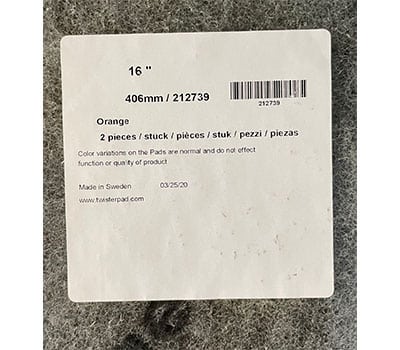 16 "
406mm / 212739
212739
Orange
2 pieces / stuck / pièces / stuk / pezzi / piezas
Color variations on the Pads are normal and do not effect
function or quality of product
Made in Sweden 03/25/20
www.twisterpad.com